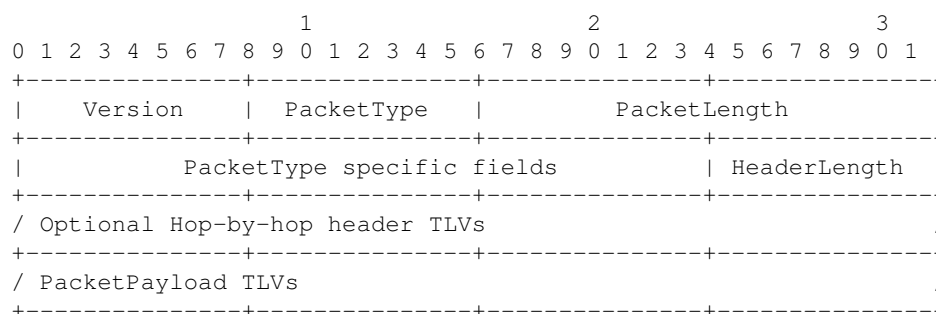 1                   2                   3
0 1 2 3 4 5 6 7 8 9 0 1 2 3 4 5 6 7 8 9 0 1 2 3 4 5 6 7 8 9 0 1
+---------------+---------------+---------------+--------------
|    Version    |  PacketType   |         PacketLength
+---------------+---------------+---------------+--------------
|           PacketType specific fields          | HeaderLength
+---------------+---------------+---------------+--------------
/ Optional Hop-by-hop header TLVs
+---------------+---------------+---------------+--------------
/ PacketPayload TLVs
+---------------+---------------+---------------+--------------